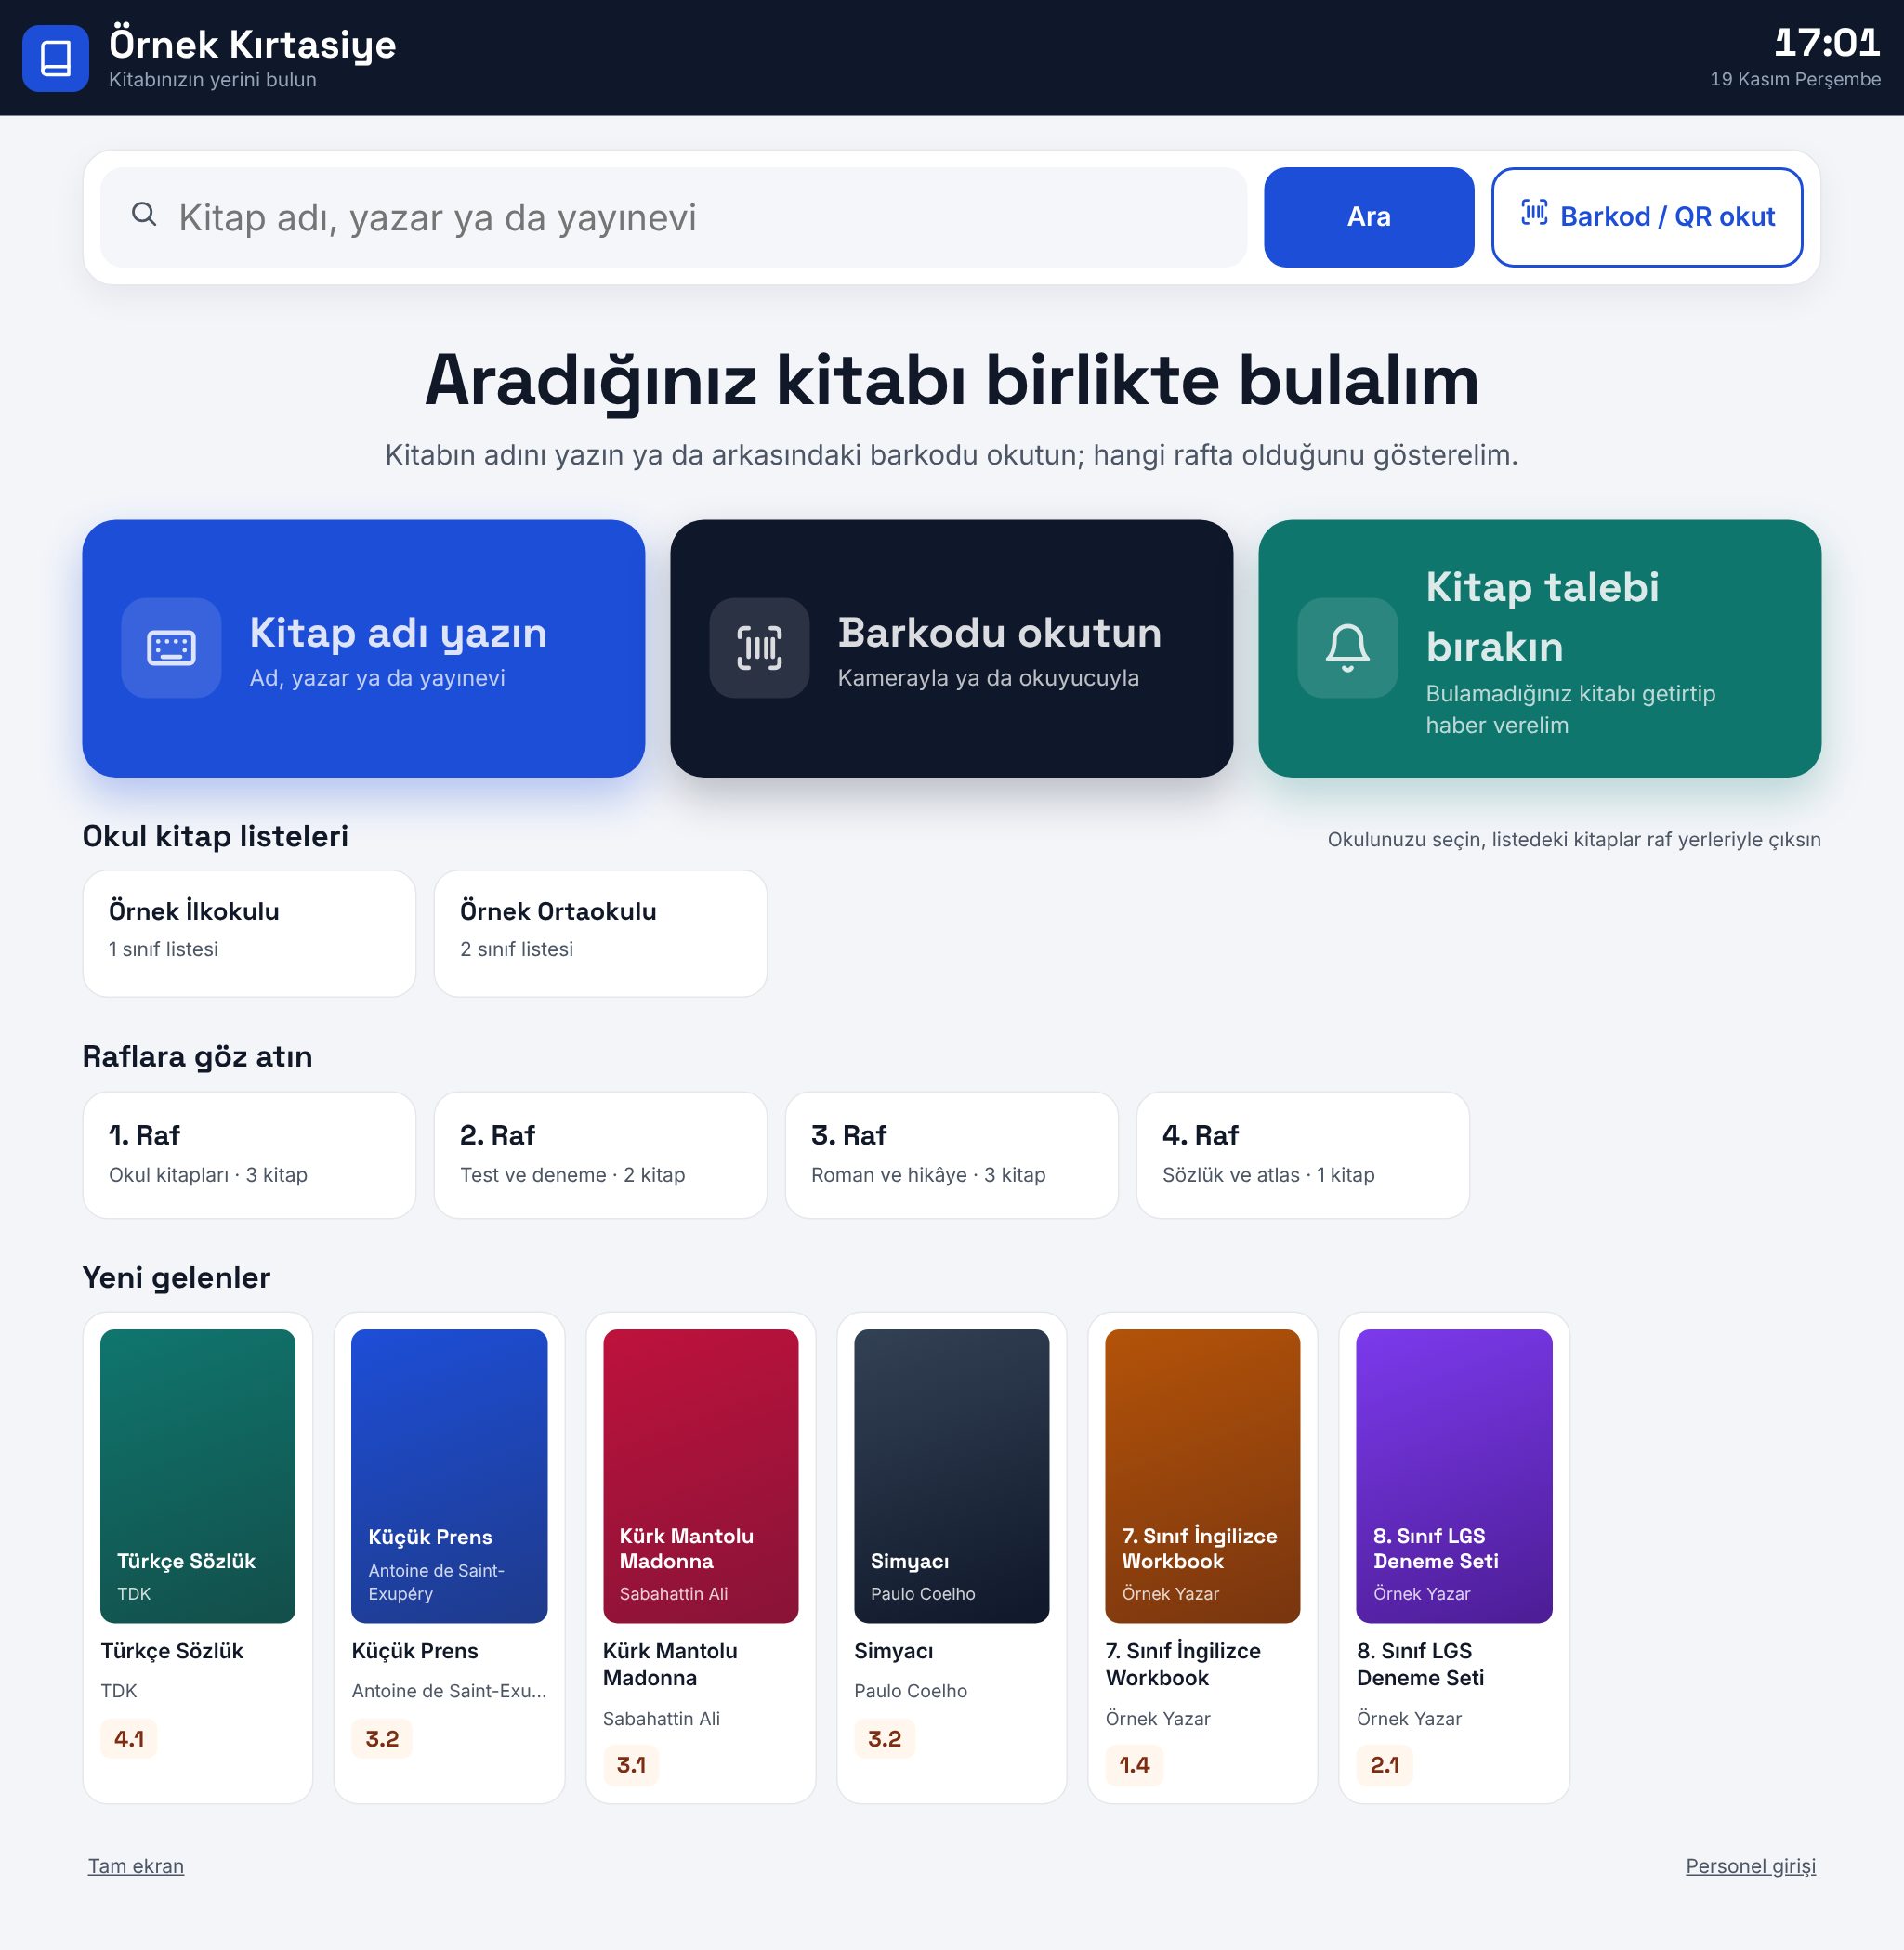 Örnek Kırtasiye
Kitabınızın yerini bulun
17:01
19 Kasım Perşembe
Kitap adı, yazar ya da yayınevi
Ara
Barkod / QR okut
Aradığınız kitabı birlikte bulalım
Kitabın adını yazın ya da arkasındaki barkodu okutun; hangi rafta olduğunu gösterelim.
Kitap adı yazın
Ad, yazar ya da yayınevi
Barkodu okutun
Kamerayla ya da okuyucuyla
Kitap talebi
bırakın
Bulamadığınız kitabı getirtip
haber verelim
Okul kitap listeleri
Okulunuzu seçin, listedeki kitaplar raf yerleriyle çıksın
Örnek İlkokulu
1 sınıf listesi
Örnek Ortaokulu
2 sınıf listesi
Raflara göz atın
1. Raf
Okul kitapları · 3 kitap
2. Raf
Test ve deneme · 2 kitap
3. Raf
Roman ve hikâye · 3 kitap
4. Raf
Sözlük ve atlas · 1 kitap
Yeni gelenler
Türkçe Sözlük
TDK
Türkçe Sözlük
TDK
4.1
Küçük Prens
Antoine de Saint-
Exupéry
Küçük Prens
Antoine de Saint-Exu...
3.2
Kürk Mantolu
Madonna
Sabahattin Ali
Kürk Mantolu
Madonna
Sabahattin Ali
3.1
Simyacı
Paulo Coelho
Simyacı
Paulo Coelho
3.2
7. Sınıf İngilizce
Workbook
Örnek Yazar
7. Sınıf İngilizce
Workbook
Örnek Yazar
1.4
8. Sınıf LGS
Deneme Seti
Örnek Yazar
8. Sınıf LGS
Deneme Seti
Örnek Yazar
2.1
Tam ekran
Personel girişi